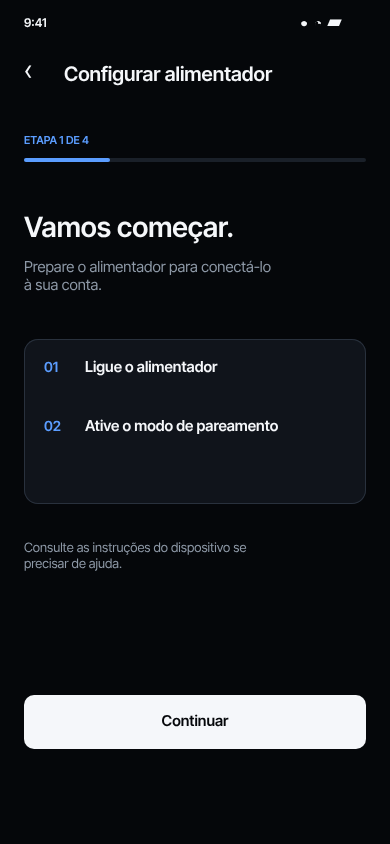 9:41
Configurar alimentador
ETAPA 1 DE 4
Vamos começar.
Prepare o alimentador para conectá-lo
à sua conta.
01 Ligue o alimentador
02 Ative o modo de pareamento
Consulte as instruções do dispositivo se
precisar de ajuda.
Continuar